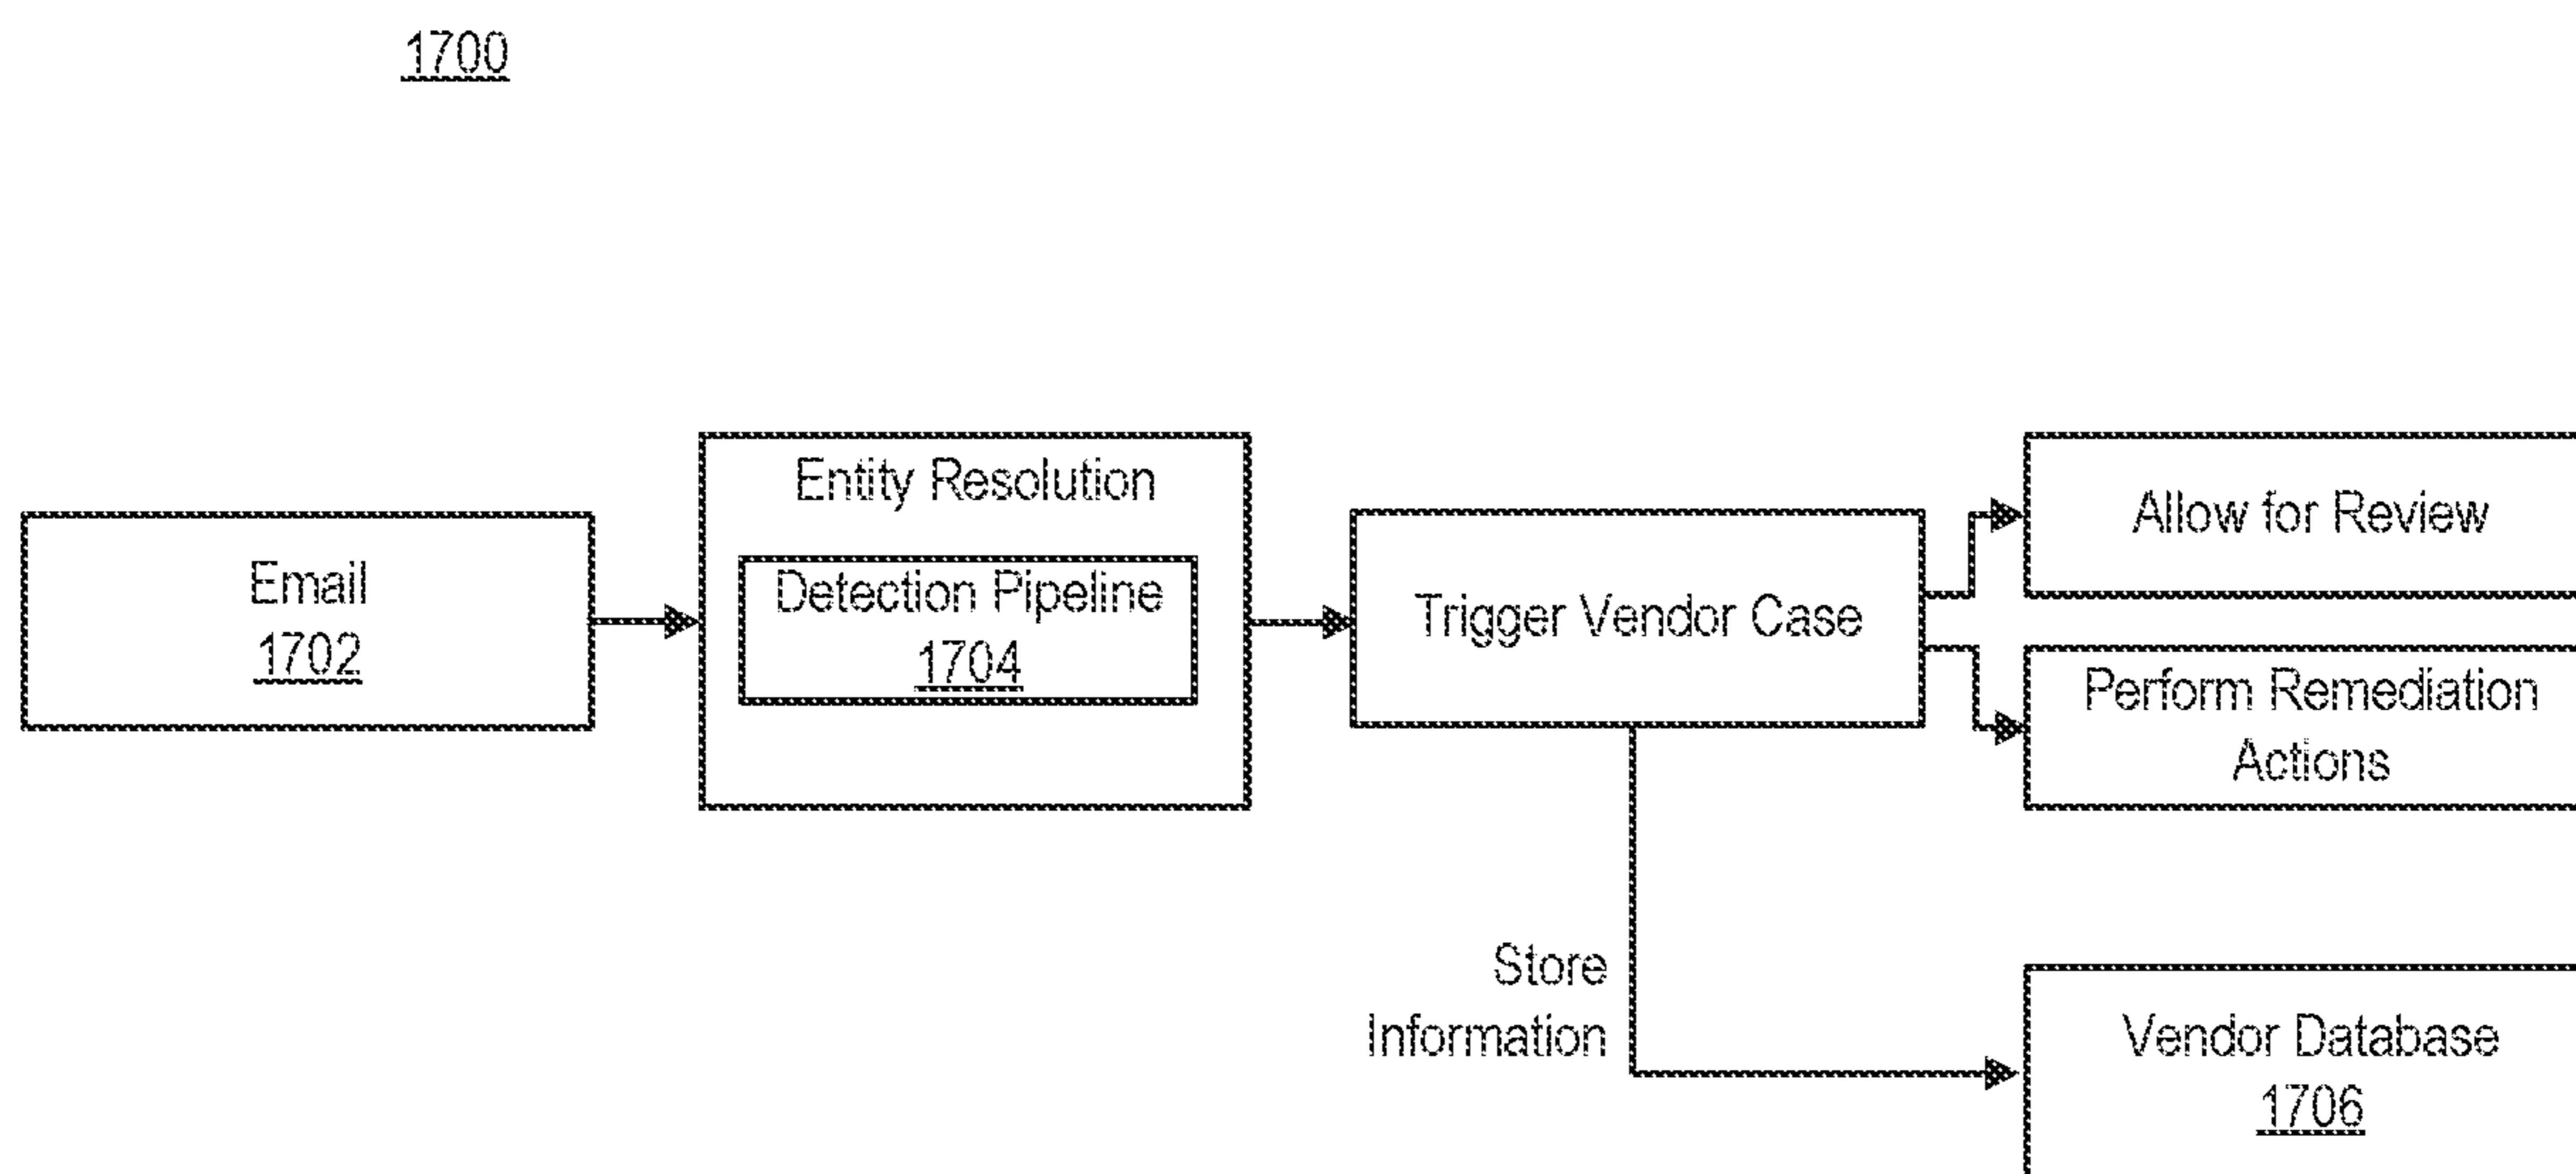 1700
Email
1702
Entity Resolution
Detection Pipeline
1704
Trigger Vendor Case
Allow for Review
Perform Remediation
Actions
Store
Information
Vendor Database
1706